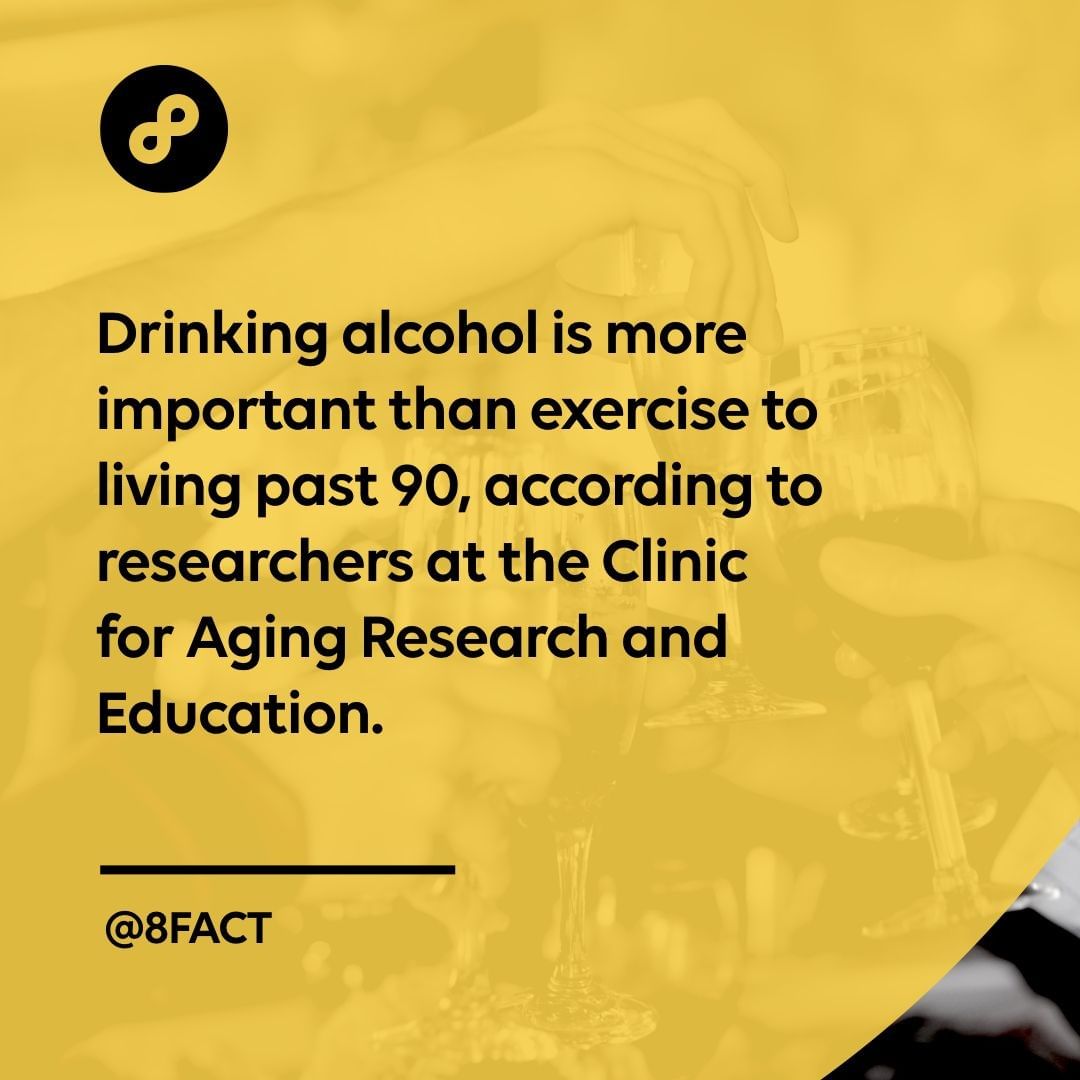 Drinking alcohol is more
important than exercise to
living past 90, according to
researchers at the Clinic
for Aging Research and
Education.
@8FACT